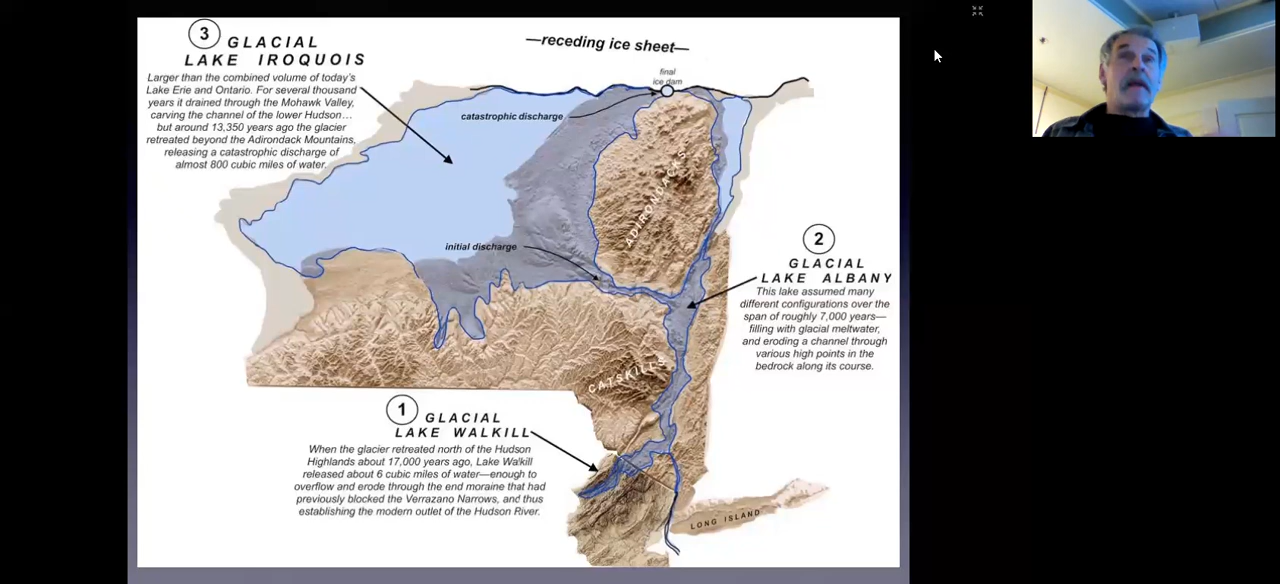 3
GLACIAL
LAKE IROQUOIS
Larger than the combined volume of today's
Lake Erie and Ontario. For several thousand
years it drained through the Mohawk Valley,
carving the channel of the lower Hudson...
but around 13,350 years ago the glacier
retreated beyond the Adirondack Mountains,
releasing a catastrophic discharge of
almost 800 cubic miles of water.
—receding ice sheet—
final
ice dam
catastrophic discharge
ADIRONDACKS
initial discharge
2
GLACIAL
LAKE ALBANY
This lake assumed many
different configurations over the
span of roughly 7,000 years—
filling with glacial meltwater,
and eroding a channel through
various high points in the
bedrock along its course.
CATSKILLS
1
GLACIAL
LAKE WALKILL
When the glacier retreated north of the Hudson
Highlands about 17,000 years ago, Lake Walkill
released about 6 cubic miles of water—enough to
overflow and erode through the end moraine that had
previously blocked the Verrazano Narrows, and thus
establishing the modern outlet of the Hudson River.
LONG ISLAND